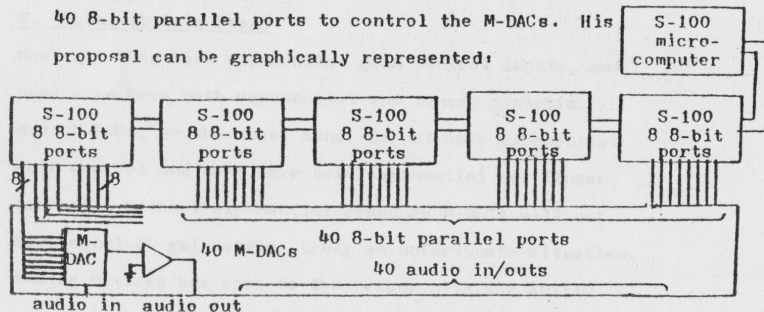 40 8-bit parallel ports to control the M-DACs. His
proposal can be graphically represented:
S-100
micro-
computer
S-100
8 8-bit
ports
S-100
8 8-bit
ports
S-100
8 8-bit
ports
S-100
8 8-bit
ports
S-100
8 8-bit
ports
8
8
40 8-bit parallel ports
M
DAC
40 M-DACs
40 audio in/outs
audio in audio out